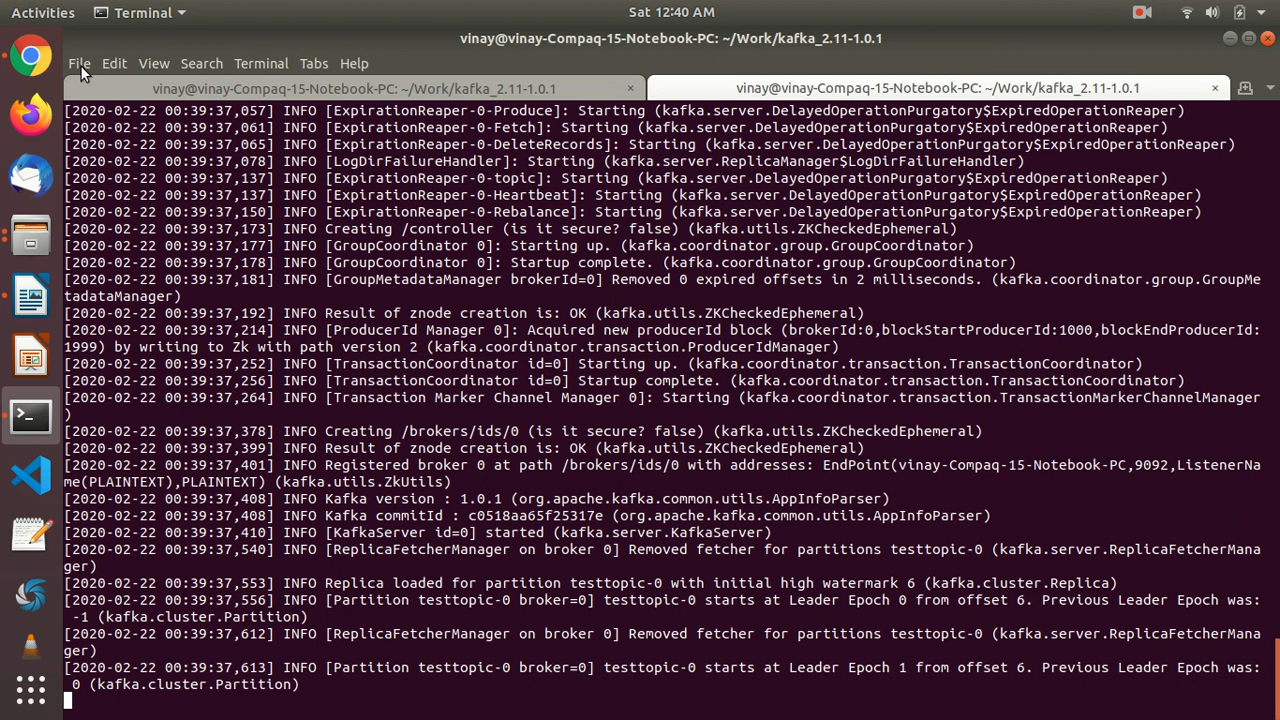 Activities Terminal Sat 12:40 AM
vinay@vinay-Compaq-15-Notebook-PC: ~/Work/kafka_2.11-1.0.1
File Edit View Search Terminal Tabs Help
vinay@vinay-Compaq-15-Notebook-PC: ~/Work/kafka_2.11-1.0.1 × vinay@vinay-Compaq-15-Notebook-PC: ~/Work/kafka_2.11-1.0.1 ×
[2020-02-22 00:39:37,057] INFO [ExpirationReaper-0-Produce]: Starting (kafka.server.DelayedOperationPurgatory$ExpiredOperationReaper)
[2020-02-22 00:39:37,061] INFO [ExpirationReaper-0-Fetch]: Starting (kafka.server.DelayedOperationPurgatory$ExpiredOperationReaper)
[2020-02-22 00:39:37,065] INFO [ExpirationReaper-0-DeleteRecords]: Starting (kafka.server.DelayedOperationPurgatory$ExpiredOperationReaper)
[2020-02-22 00:39:37,078] INFO [LogDirFailureHandler]: Starting (kafka.server.ReplicaManager$LogDirFailureHandler)
[2020-02-22 00:39:37,137] INFO [ExpirationReaper-0-topic]: Starting (kafka.server.DelayedOperationPurgatory$ExpiredOperationReaper)
[2020-02-22 00:39:37,137] INFO [ExpirationReaper-0-Heartbeat]: Starting (kafka.server.DelayedOperationPurgatory$ExpiredOperationReaper)
[2020-02-22 00:39:37,150] INFO [ExpirationReaper-0-Rebalance]: Starting (kafka.server.DelayedOperationPurgatory$ExpiredOperationReaper)
[2020-02-22 00:39:37,173] INFO Creating /controller (is it secure? false) (kafka.utils.ZKCheckedEphemeral)
[2020-02-22 00:39:37,177] INFO [GroupCoordinator 0]: Starting up. (kafka.coordinator.group.GroupCoordinator)
[2020-02-22 00:39:37,178] INFO [GroupCoordinator 0]: Startup complete. (kafka.coordinator.group.GroupCoordinator)
[2020-02-22 00:39:37,181] INFO [GroupMetadataManager brokerId=0] Removed 0 expired offsets in 2 milliseconds. (kafka.coordinator.group.GroupMe
tadataManager)
[2020-02-22 00:39:37,192] INFO Result of znode creation is: OK (kafka.utils.ZKCheckedEphemeral)
[2020-02-22 00:39:37,214] INFO [ProducerId Manager 0]: Acquired new producerId block (brokerId:0,blockStartProducerId:1000,blockEndProducerId:
1999) by writing to Zk with path version 2 (kafka.coordinator.transaction.ProducerIdManager)
[2020-02-22 00:39:37,252] INFO [TransactionCoordinator id=0] Starting up. (kafka.coordinator.transaction.TransactionCoordinator)
[2020-02-22 00:39:37,256] INFO [TransactionCoordinator id=0] Startup complete. (kafka.coordinator.transaction.TransactionCoordinator)
[2020-02-22 00:39:37,264] INFO [Transaction Marker Channel Manager 0]: Starting (kafka.coordinator.transaction.TransactionMarkerChannelManager
)
[2020-02-22 00:39:37,378] INFO Creating /brokers/ids/0 (is it secure? false) (kafka.utils.ZKCheckedEphemeral)
[2020-02-22 00:39:37,399] INFO Result of znode creation is: OK (kafka.utils.ZKCheckedEphemeral)
[2020-02-22 00:39:37,401] INFO Registered broker 0 at path /brokers/ids/0 with addresses: EndPoint(vinay-Compaq-15-Notebook-PC,9092,ListenerNa
me(PLAINTEXT),PLAINTEXT) (kafka.utils.ZkUtils)
[2020-02-22 00:39:37,408] INFO Kafka version : 1.0.1 (org.apache.kafka.common.utils.AppInfoParser)
[2020-02-22 00:39:37,408] INFO Kafka commitId : c0518aa65f25317e (org.apache.kafka.common.utils.AppInfoParser)
[2020-02-22 00:39:37,410] INFO [KafkaServer id=0] started (kafka.server.KafkaServer)
[2020-02-22 00:39:37,540] INFO [ReplicaFetcherManager on broker 0] Removed fetcher for partitions testtopic-0 (kafka.server.ReplicaFetcherMana
ger)
[2020-02-22 00:39:37,553] INFO Replica loaded for partition testtopic-0 with initial high watermark 6 (kafka.cluster.Replica)
[2020-02-22 00:39:37,556] INFO [Partition testtopic-0 broker=0] testtopic-0 starts at Leader Epoch 0 from offset 6. Previous Leader Epoch was:
-1 (kafka.cluster.Partition)
[2020-02-22 00:39:37,612] INFO [ReplicaFetcherManager on broker 0] Removed fetcher for partitions testtopic-0 (kafka.server.ReplicaFetcherMana
ger)
[2020-02-22 00:39:37,613] INFO [Partition testtopic-0 broker=0] testtopic-0 starts at Leader Epoch 1 from offset 6. Previous Leader Epoch was:
0 (kafka.cluster.Partition)